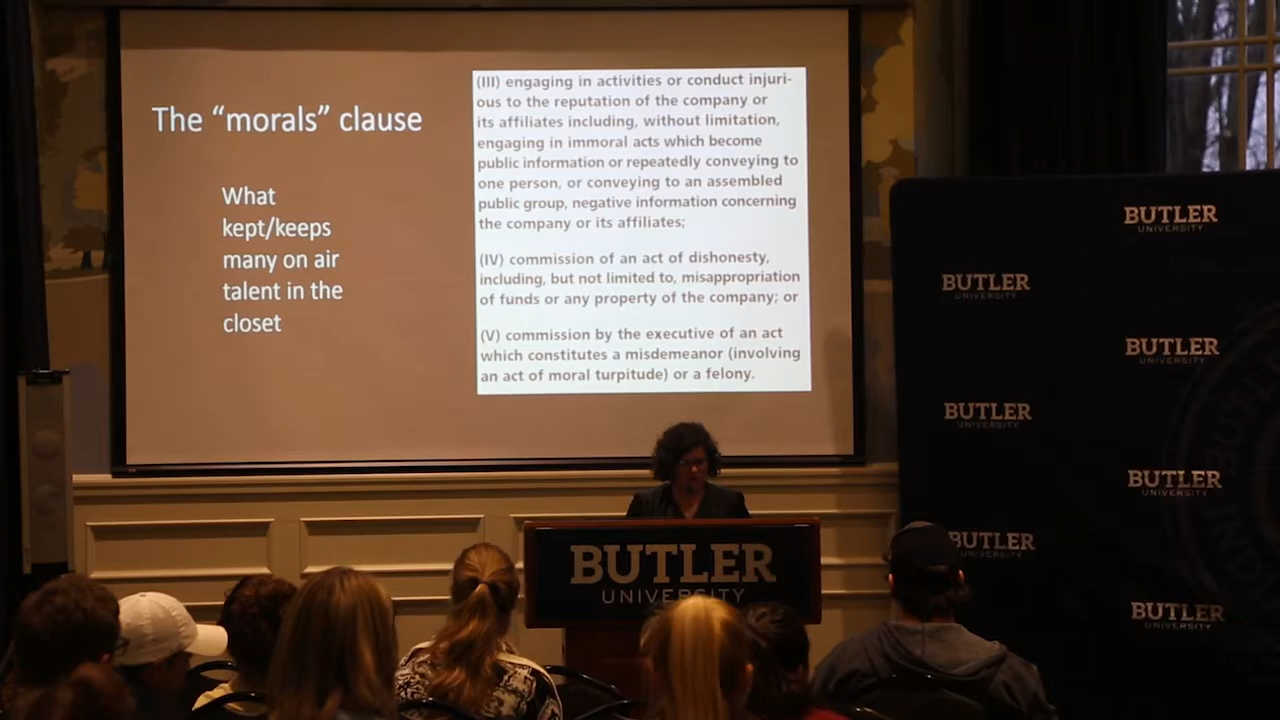 The “morals” clause
What
kept/keeps
many on air
talent in the
closet
(III) engaging in activities or conduct injuri-
ous to the reputation of the company or
its affiliates including, without limitation,
engaging in immoral acts which become
public information or repeatedly conveying to
one person, or conveying to an assembled
public group, negative information concerning
the company or its affiliates;
(IV) commission of an act of dishonesty,
including, but not limited to, misappropriation
of funds or any property of the company; or
(V) commission by the executive of an act
which constitutes a misdemeanor (involving
an act of moral turpitude) or a felony.
BUTLER
UNIVERSITY
BUTLER
UNIVERSITY
BUTLER
UNIVERSITY
BUTLER
UNIVERSITY
BUTLER
UNIVERSITY
BUTLER
UNIVERSITY
BUTLER
UNIVERSITY
BUTLER
UNIVERSITY